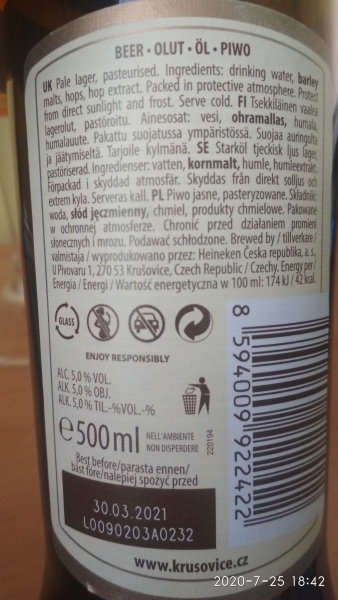 BEER • OLUT • ÖL • PIWO
UK Pale lager, pasteurised. Ingredients: drinking water, barley
malts, hops, hop extract. Packed in protective atmosphere. Protect
from direct sunlight and frost. Serve cold. FI Tsekkiläinen vaalea
lagerolut, pastöroitu. Ainesosat: vesi, ohramallas, humala,
humalauute. Pakattu suojatussa ympäristössä. Suojaa auringolta
ja jäätymiseltä. Tarjoile kylmänä. SE Starköl tjeckisk ljus lager,
pastöriserad. Ingredienser: vatten, kornmalt, humle, humleextrakt.
Förpackad i skyddad atmosfär. Skyddas från direkt solljus och
extrem kyla. Serveras kall. PL Piwo jasne, pasteryzowane. Składniki:
woda, słód jęczmienny, chmiel, produkty chmielowe. Pakowane
w ochronnej atmosferze. Chronić przed działaniem promieni
słonecznych i mrozu. Podawać schłodzone. Brewed by / tillverkare /
valmistaja / wyprodukowano przez: Heineken Česka republika, a. s.,
U Pivovaru 1, 270 53 Krušovice, Czech Republic / Czechy. Energy per /
Energia / Energi / Wartość energetyczna w 100 ml: 174 kJ / 42 kcal.
GLASS
ENJOY RESPONSIBLY
ALC. 5,0 % VOL.
ALK. 5,0 % OBJ.
ALK. 5,0 % TIL.-%VOL.-%
℮500ml
NELL'AMBIENTE
NON DISPERDERE
220194
Best before/parasta ennen/
bäst före/najlepiej spożyć przed
30.03.2021
L0090203A0232
8 594009 922422
www.krusovice.cz
2020-7-25 18:42